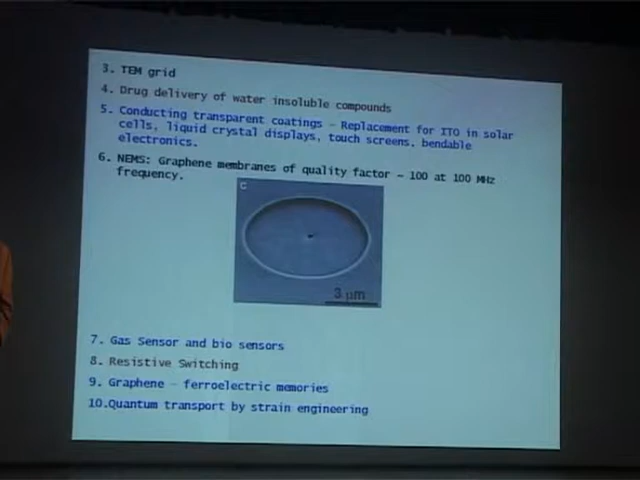 3. TEM grid
4. Drug delivery of water insoluble compounds
5. Conducting transparent coatings – Replacement for ITO in solar
cells, liquid crystal displays, touch screens, bendable
electronics.
6. NEMS: Graphene membranes of quality factor ~ 100 at 100 MHz
frequency.
C
3 μm
7. Gas Sensor and bio sensors
8. Resistive Switching
9. Graphene – ferroelectric memories
10.Quantum transport by strain engineering